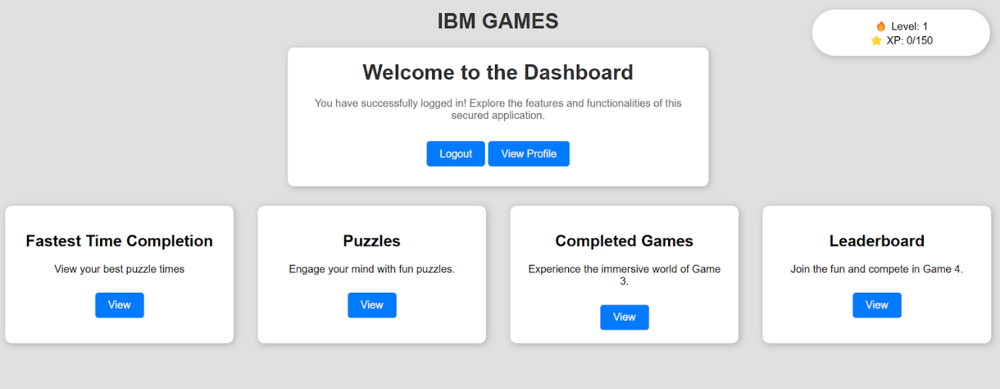 IBM GAMES
Level: 1
XP: 0/150
Welcome to the Dashboard
You have successfully logged in! Explore the features and functionalities of this
secured application.
Logout
View Profile
Fastest Time Completion
View your best puzzle times
View
Puzzles
Engage your mind with fun puzzles.
View
Completed Games
Experience the immersive world of Game
3.
View
Leaderboard
Join the fun and compete in Game 4.
View